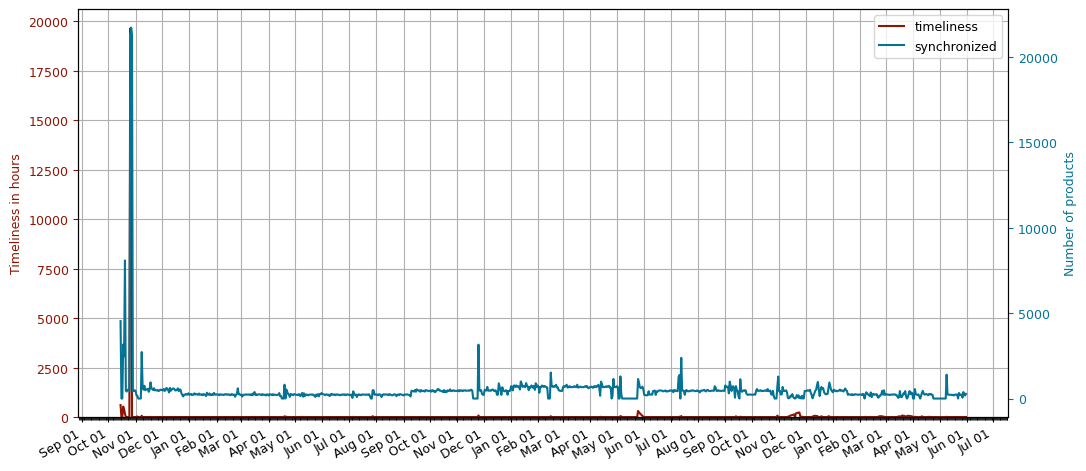 timeliness
synchronized
Timeliness in hours
20000
17500
15000
12500
10000
7500
5000
2500
0
Number of products
20000
15000
10000
5000
0
Sep 01
Oct 01
Nov 01
Dec 01
Jan 01
Feb 01
Mar 01
Apr 01
May 01
Jun 01
Jul 01
Aug 01
Sep 01
Oct 01
Nov 01
Dec 01
Jan 01
Feb 01
Mar 01
Apr 01
May 01
Jun 01
Jul 01
Aug 01
Sep 01
Oct 01
Nov 01
Dec 01
Jan 01
Feb 01
Mar 01
Apr 01
May 01
Jun 01
Jul 01